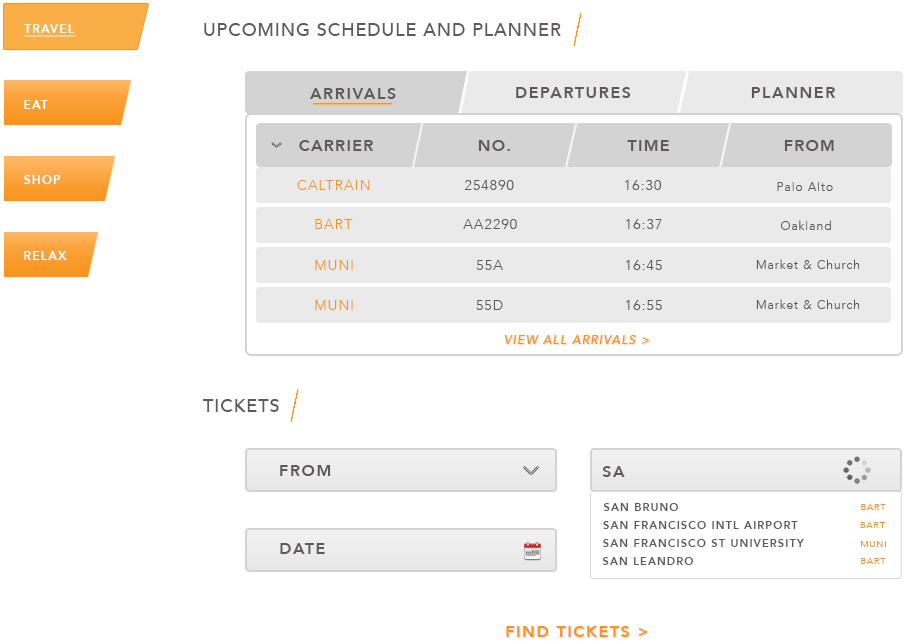 TRAVEL
EAT
SHOP
RELAX
UPCOMING SCHEDULE AND PLANNER
ARRIVALS DEPARTURES PLANNER
CARRIER NO. TIME FROM
CALTRAIN 254890 16:30 Palo Alto
BART AA2290 16:37 Oakland
MUNI 55A 16:45 Market & Church
MUNI 55D 16:55 Market & Church
VIEW ALL ARRIVALS >
TICKETS
FROM
DATE
SA
SAN BRUNO BART
SAN FRANCISCO INTL AIRPORT BART
SAN FRANCISCO ST UNIVERSITY MUNI
SAN LEANDRO BART
FIND TICKETS >